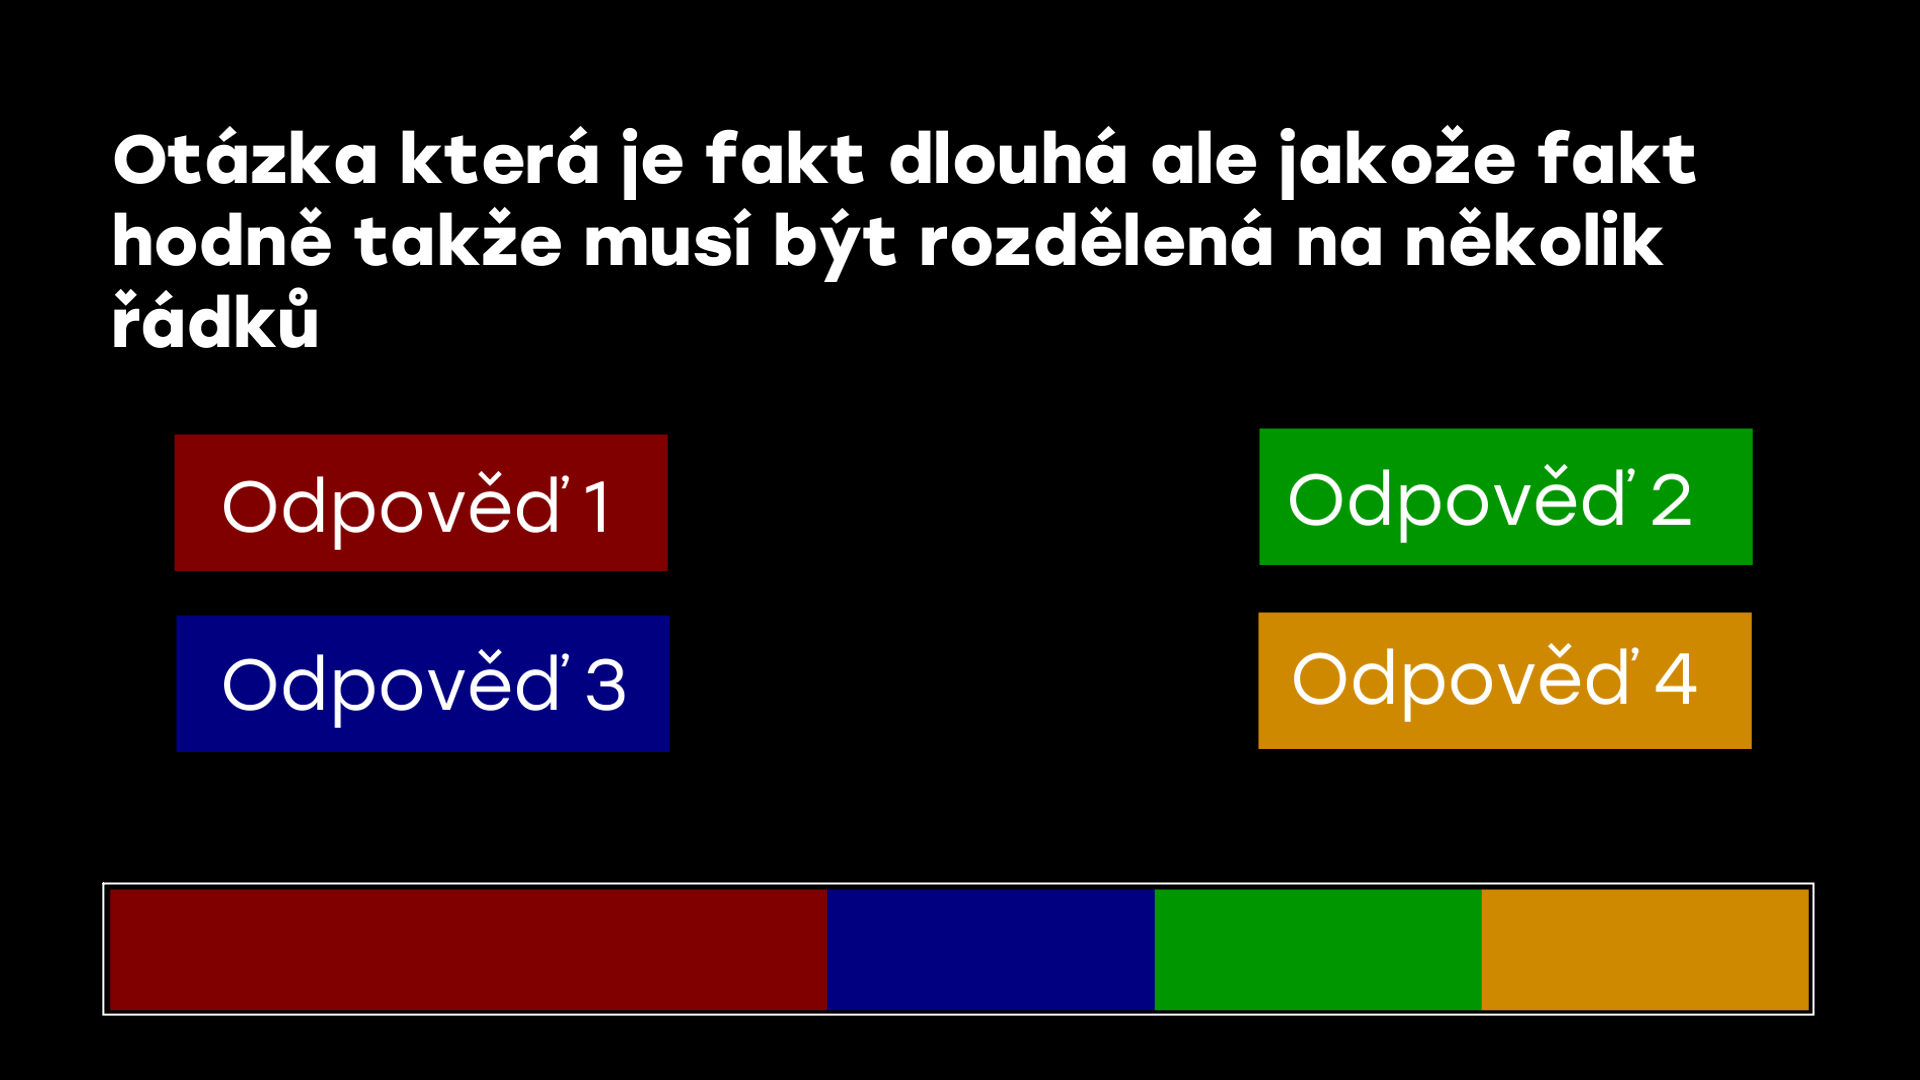 Otázka která je fakt dlouhá ale jakože fakt
hodně takže musí být rozdělená na několik
řádků
Odpověď 1
Odpověď 2
Odpověď 3
Odpověď 4